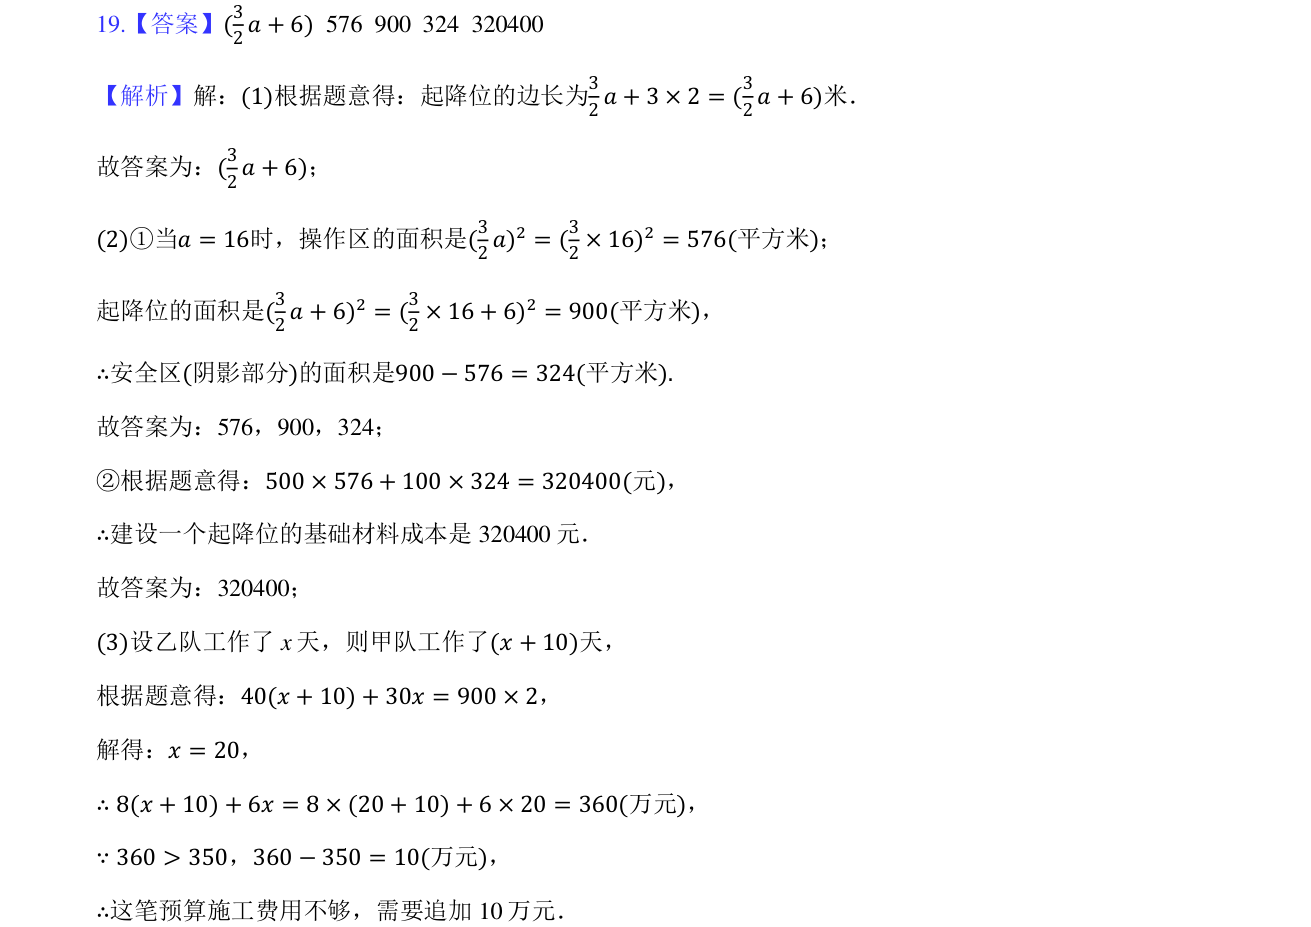 19.【答案】(3/2 a + 6)  576  900  324  320400
【解析】解：(1)根据题意得：起降位的边长为3/2 a + 3 × 2 = (3/2 a + 6)米．
故答案为：(3/2 a + 6)；
(2)①当a = 16时，操作区的面积是(3/2 a)² = (3/2 × 16)² = 576(平方米)；
起降位的面积是(3/2 a + 6)² = (3/2 × 16 + 6)² = 900(平方米)，
∴安全区(阴影部分)的面积是900 − 576 = 324(平方米).
故答案为：576，900，324；
②根据题意得：500 × 576 + 100 × 324 = 320400(元)，
∴建设一个起降位的基础材料成本是 320400 元．
故答案为：320400；
(3)设乙队工作了 x 天，则甲队工作了(x + 10)天，
根据题意得：40(x + 10) + 30x = 900 × 2，
解得：x = 20，
∴ 8(x + 10) + 6x = 8 × (20 + 10) + 6 × 20 = 360(万元)，
∵ 360 > 350，360 − 350 = 10(万元)，
∴这笔预算施工费用不够，需要追加 10 万元．